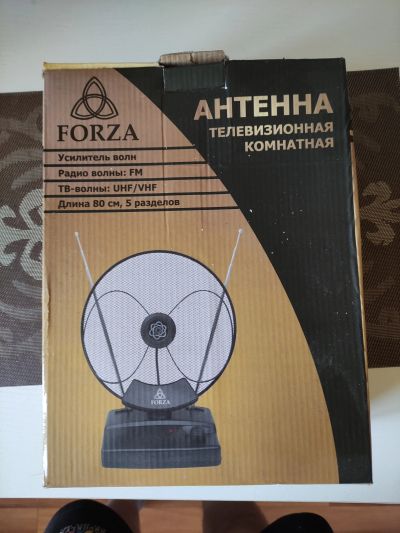 FORZA
АНТЕННА
ТЕЛЕВИЗИОННАЯ
КОМНАТНАЯ
Усилитель волн
Радио волны: FM
ТВ-волны: UHF/VHF
Длина 80 см, 5 разделов
FORZA